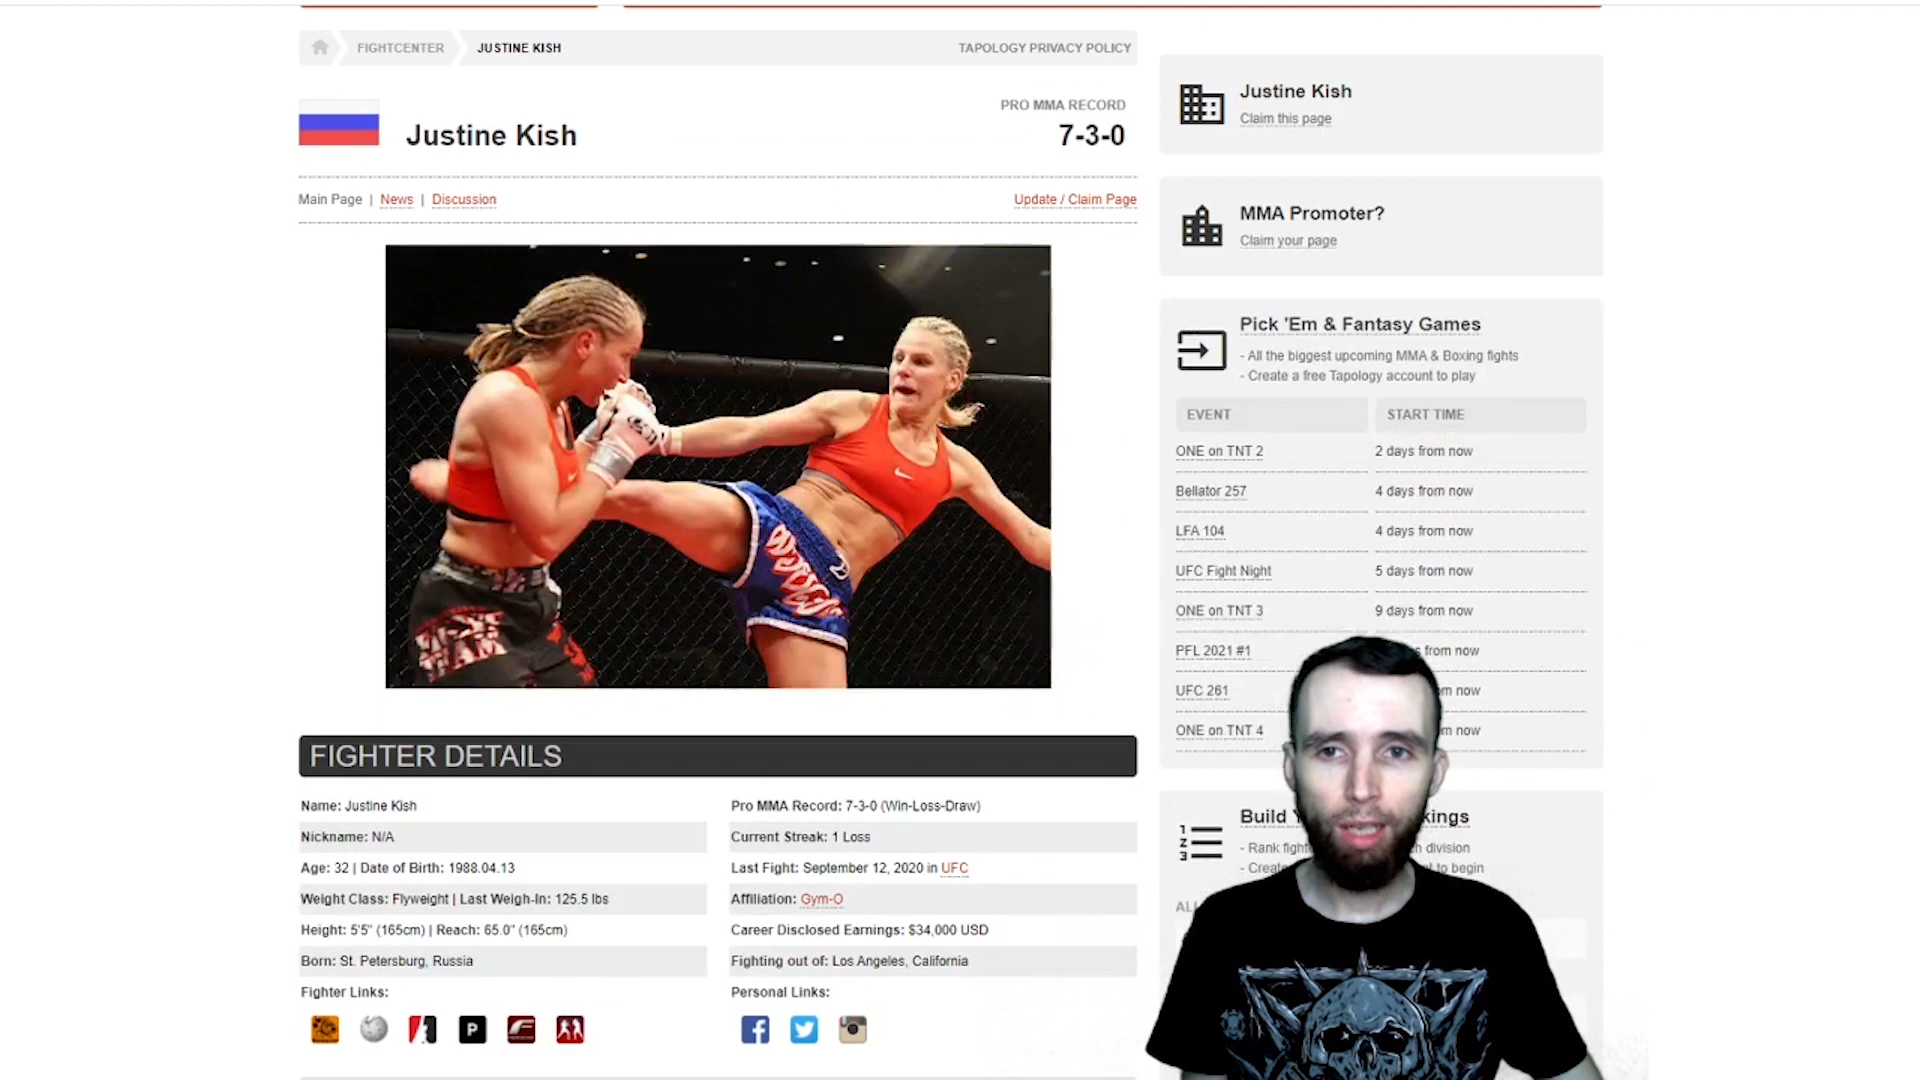 FIGHTCENTER
JUSTINE KISH
TAPOLOGY PRIVACY POLICY
Justine Kish
PRO MMA RECORD
7-3-0
Main Page | News | Discussion
Update / Claim Page
FIGHTER DETAILS
Name: Justine Kish
Nickname: N/A
Age: 32 | Date of Birth: 1988.04.13
Weight Class: Flyweight | Last Weigh-In: 125.5 lbs
Height: 5'5" (165cm) | Reach: 65.0" (165cm)
Born: St. Petersburg, Russia
Fighter Links:
Pro MMA Record: 7-3-0 (Win-Loss-Draw)
Current Streak: 1 Loss
Last Fight: September 12, 2020 in UFC
Affiliation: Gym-O
Career Disclosed Earnings: $34,000 USD
Fighting out of: Los Angeles, California
Personal Links:
Justine Kish
Claim this page
MMA Promoter?
Claim your page
Pick 'Em & Fantasy Games
- All the biggest upcoming MMA & Boxing fights
- Create a free Tapology account to play
EVENT START TIME
ONE on TNT 2 2 days from now
Bellator 257 4 days from now
LFA 104 4 days from now
UFC Fight Night 5 days from now
ONE on TNT 3 9 days from now
PFL 2021 #1 from now
UFC 261 now
ONE on TNT 4 now
Build
- Rank division
to begin